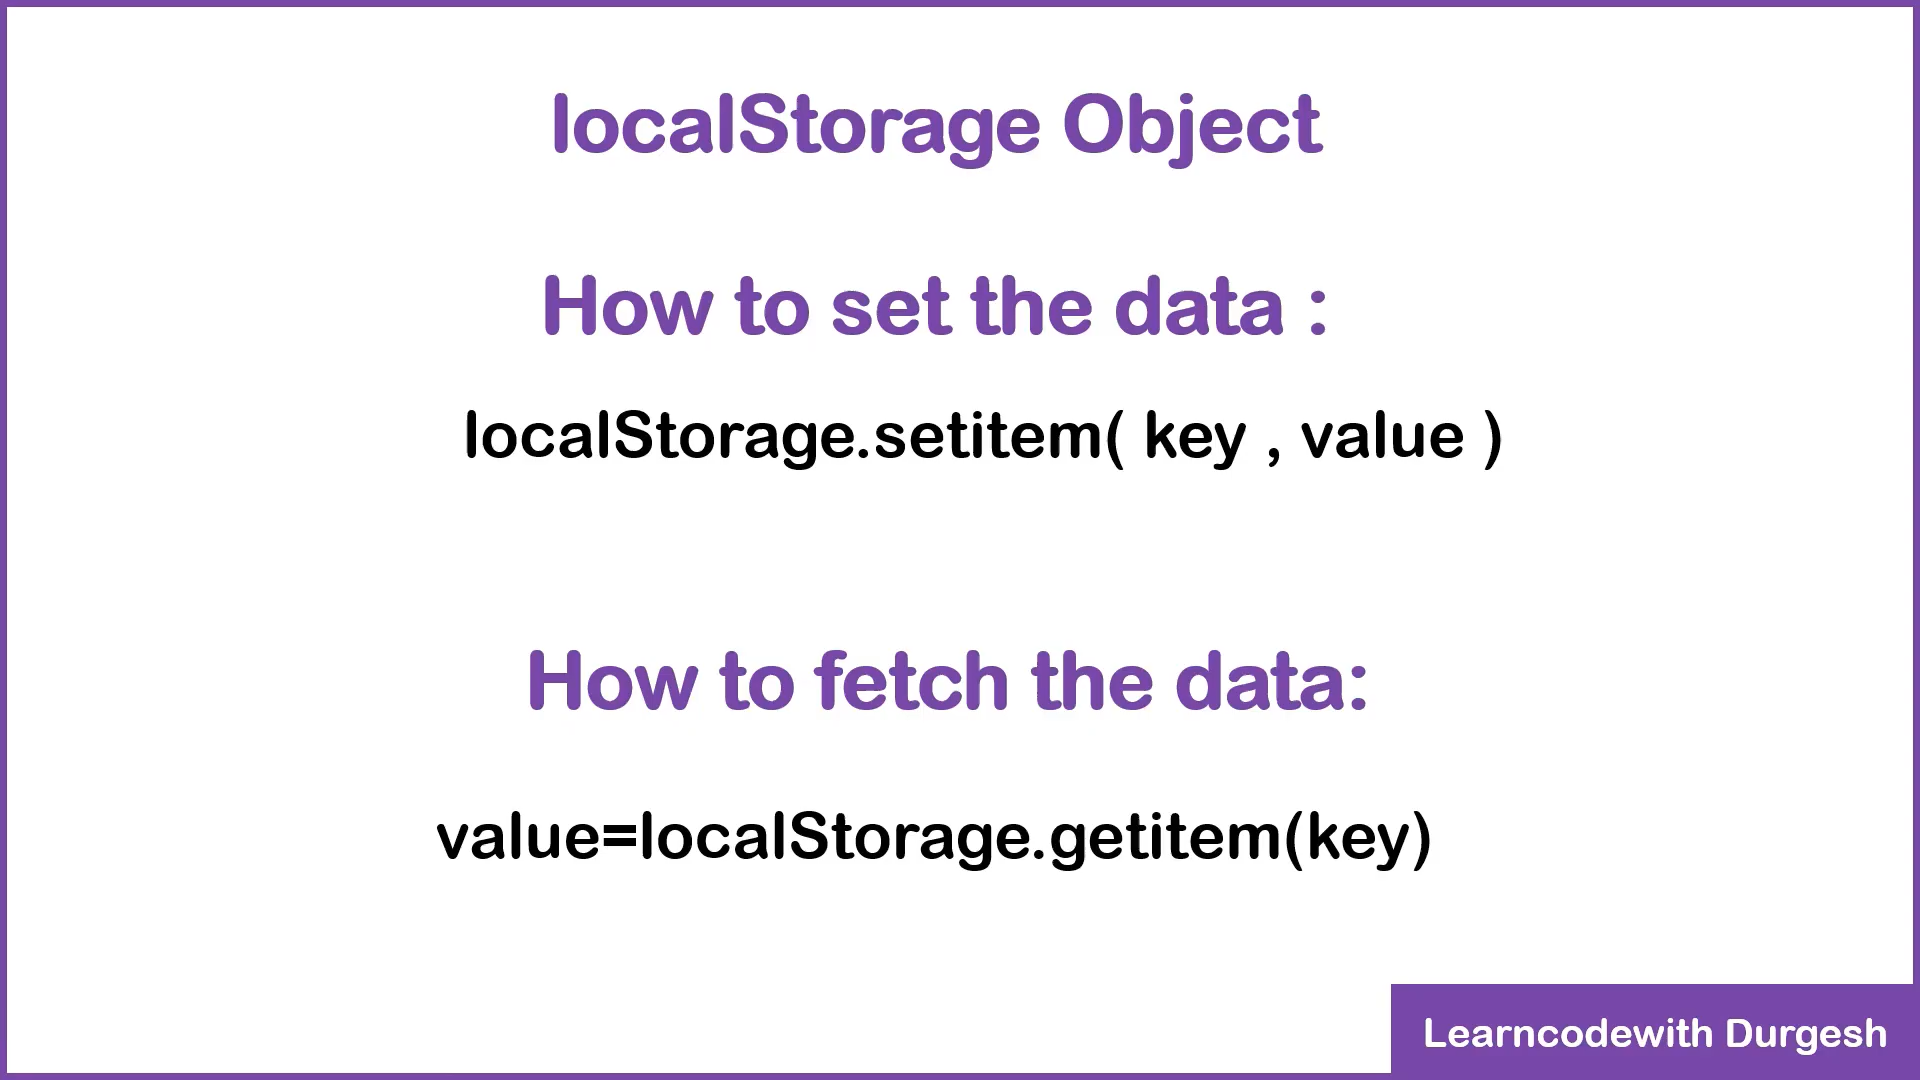 localStorage Object
How to set the data :
localStorage.setitem( key , value )
How to fetch the data:
value=localStorage.getitem(key)
Learncodewith Durgesh